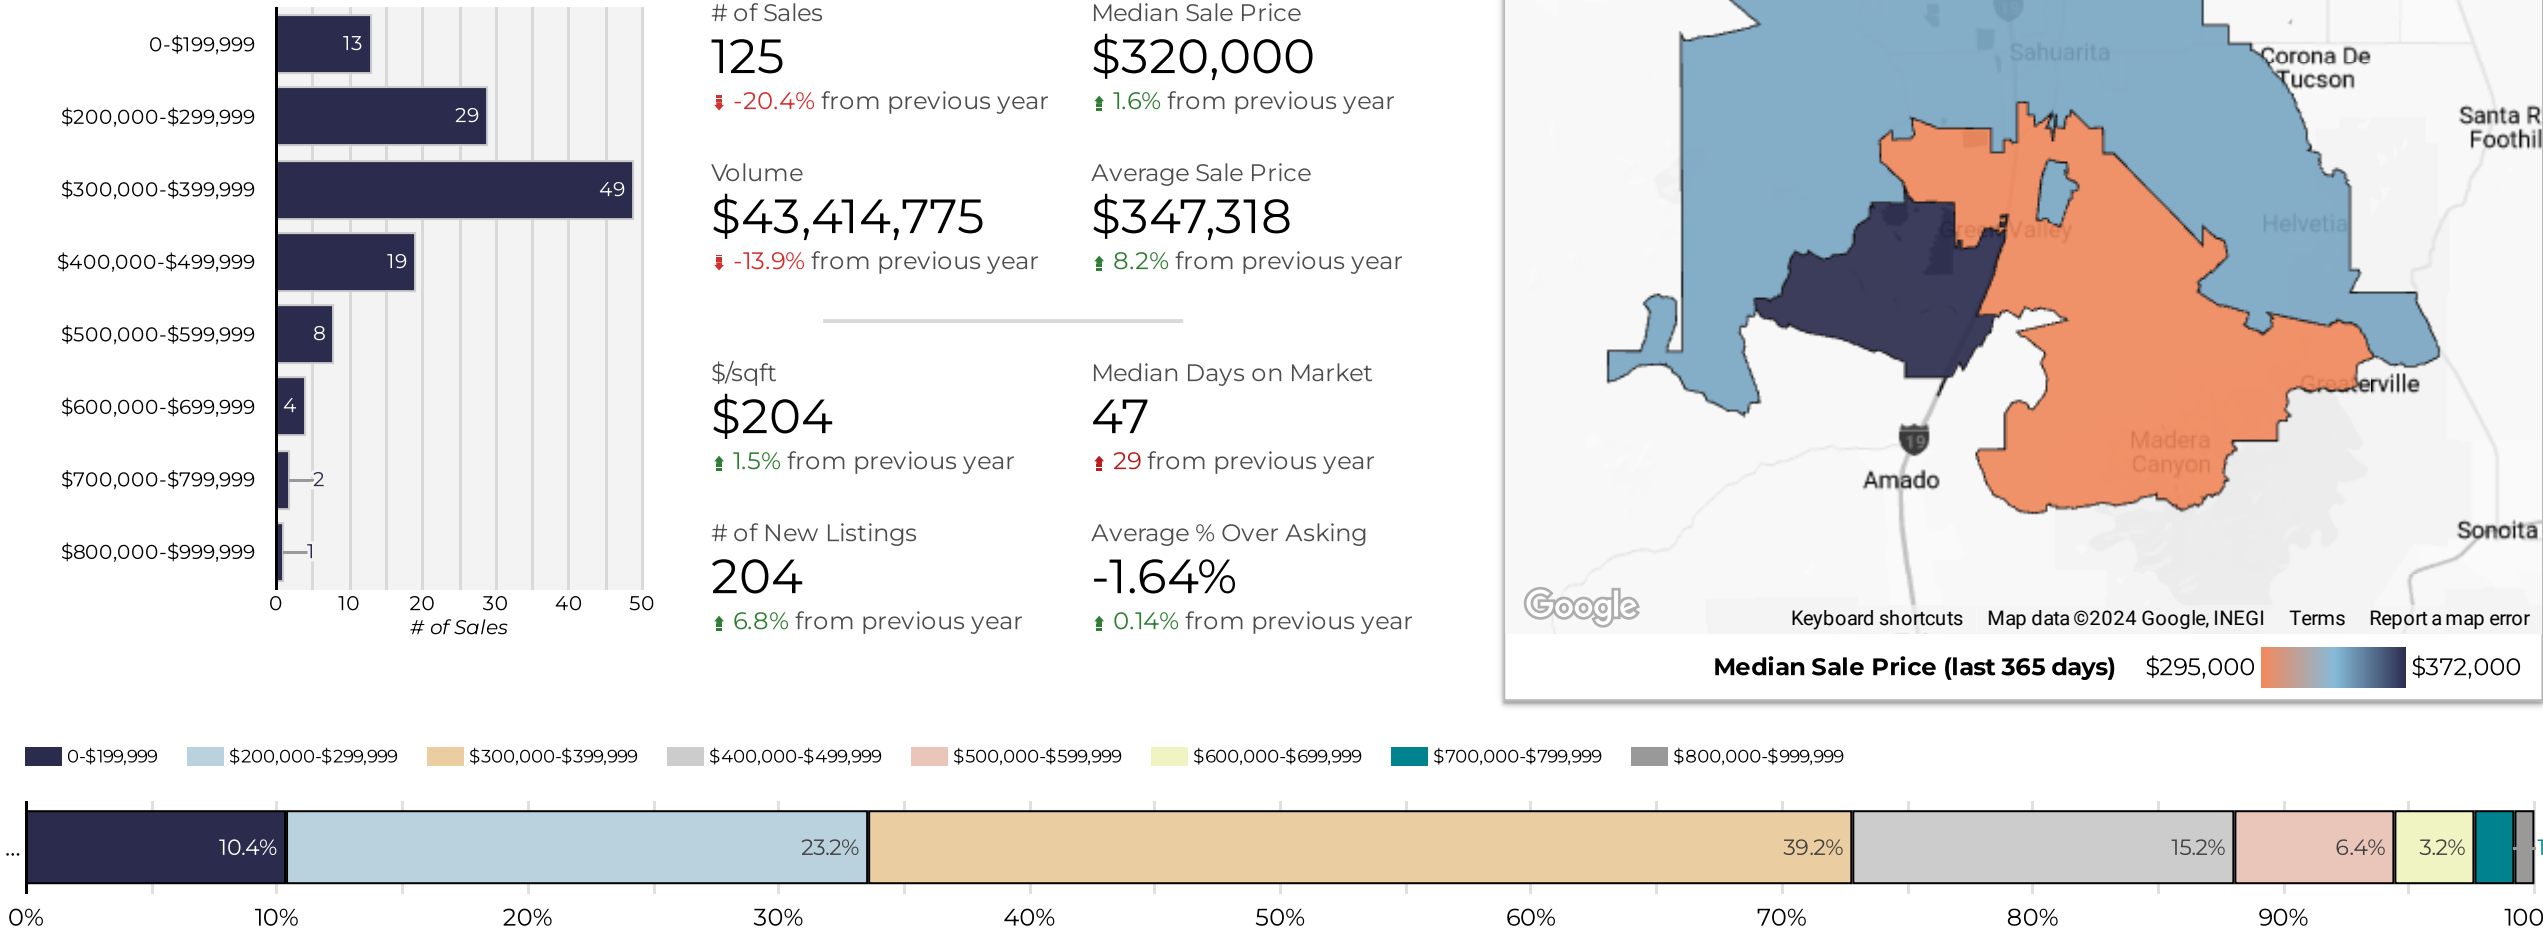 0-$199,999
13
$200,000-$299,999
29
$300,000-$399,999
49
$400,000-$499,999
19
$500,000-$599,999
8
$600,000-$699,999
4
$700,000-$799,999
2
$800,000-$999,999
1
0 10 20 30 40 50
# of Sales
# of Sales
125
-20.4% from previous year
Median Sale Price
$320,000
1.6% from previous year
Volume
$43,414,775
-13.9% from previous year
Average Sale Price
$347,318
8.2% from previous year
$/sqft
$204
1.5% from previous year
Median Days on Market
47
29 from previous year
# of New Listings
204
6.8% from previous year
Average % Over Asking
-1.64%
0.14% from previous year
19
Sahuarita
Corona De
Tucson
Santa R
Foothil
Green Valley
Helvetia
Greaterville
Madera
Canyon
19
Amado
Sonoita
Google
Keyboard shortcuts Map data ©2024 Google, INEGI Terms Report a map error
Median Sale Price (last 365 days) $295,000 $372,000
0-$199,999 $200,000-$299,999 $300,000-$399,999 $400,000-$499,999 $500,000-$599,999 $600,000-$699,999 $700,000-$799,999 $800,000-$999,999
... 10.4% 23.2% 39.2% 15.2% 6.4% 3.2% 1
0% 10% 20% 30% 40% 50% 60% 70% 80% 90% 100